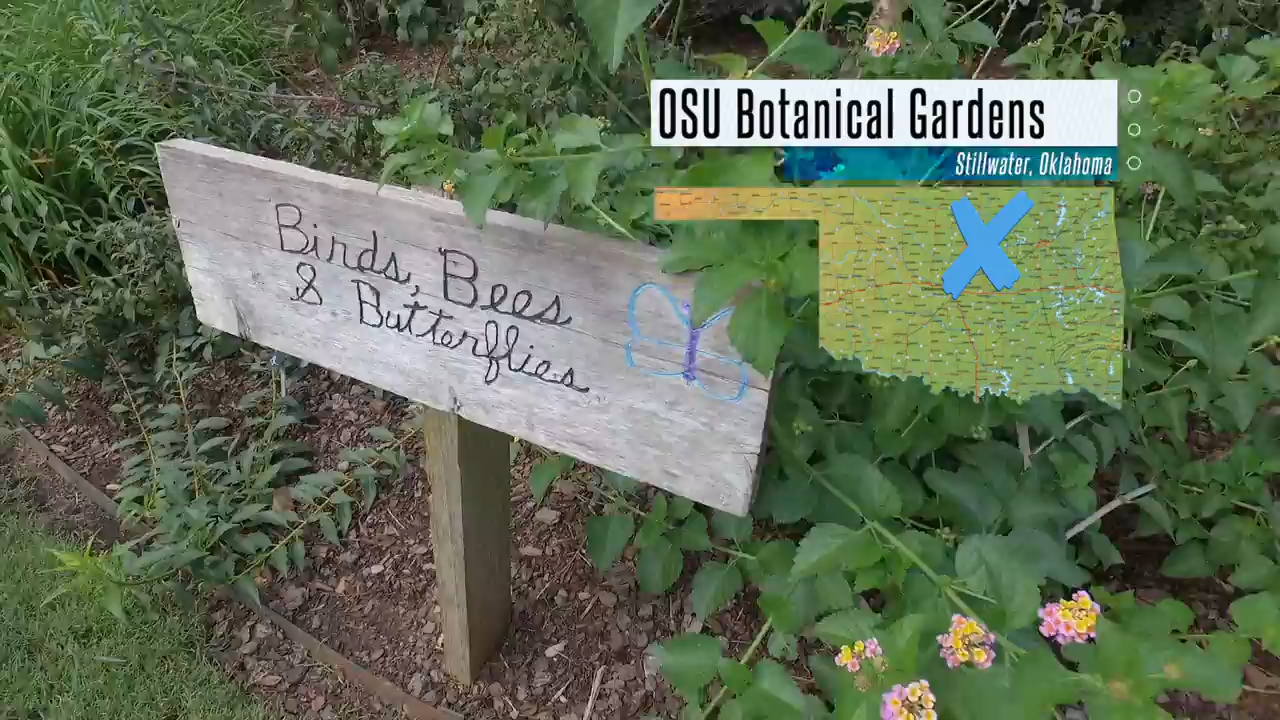 OSU Botanical Gardens
Stillwater, Oklahoma
Birds, Bees
& Butterflies